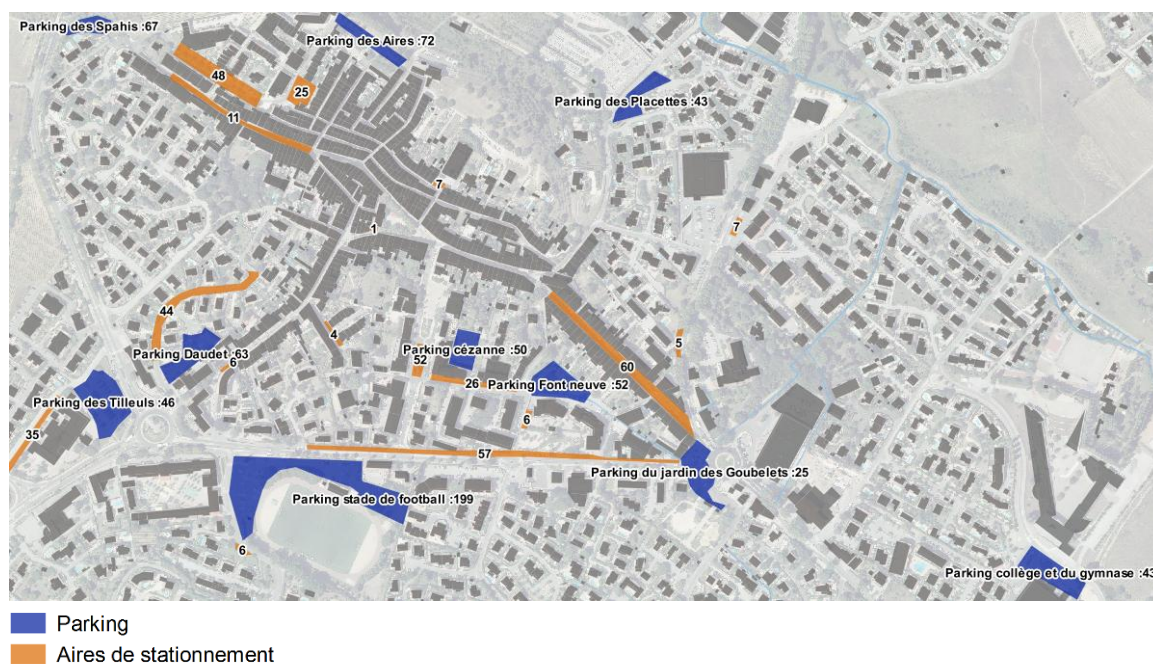 Parking des Spahis :67
Parking des Aires :72
48
25
Parking des Placettes :43
11
7
1
7
44
4
5
Parking Daudet :63
6
52
Parking cézanne :50
60
26
Parking Font neuve :52
Parking des Tilleuls :46
6
35
57
Parking du jardin des Goubelets :25
Parking stade de football :199
6
Parking collège et du gymnase :43
Parking
Aires de stationnement